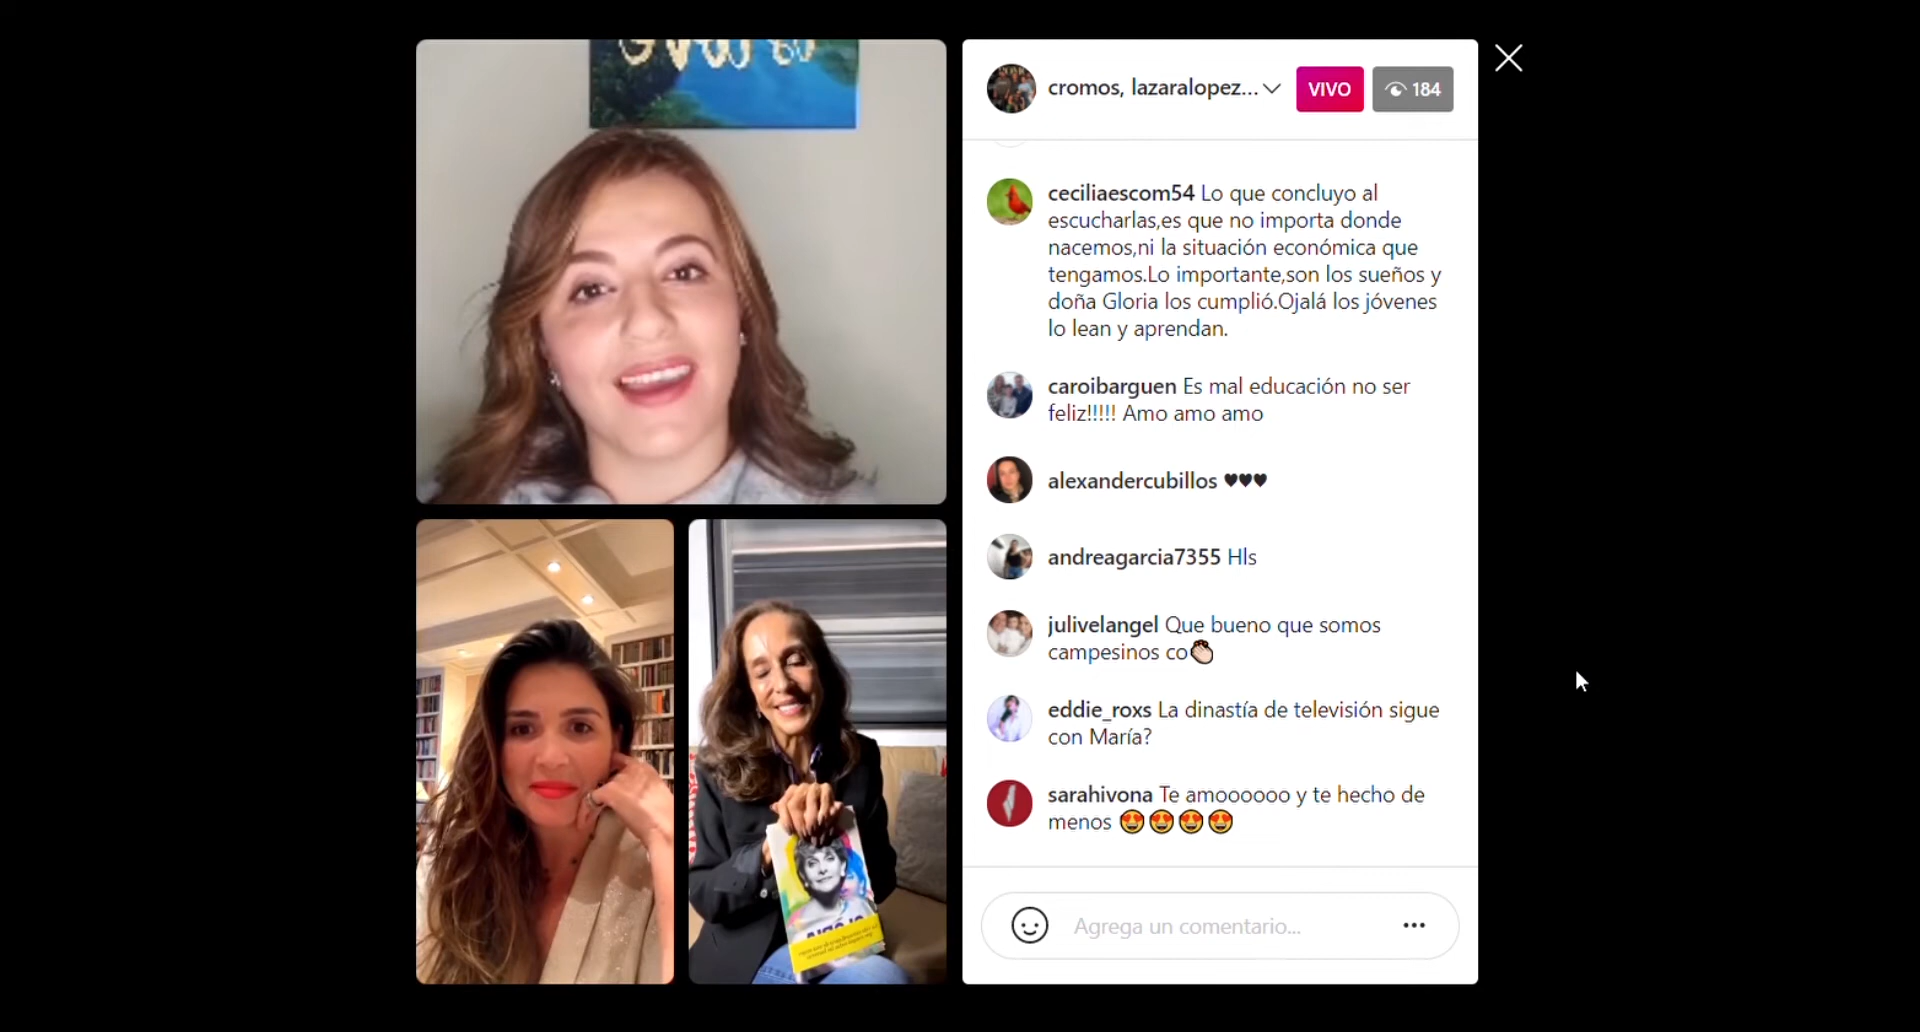 cromos, lazaralopez...
VIVO
184
ceciliaescom54 Lo que concluyo al
escucharlas,es que no importa donde
nacemos,ni la situación económica que
tengamos.Lo importante,son los sueños y
doña Gloria los cumplió.Ojalá los jóvenes
lo lean y aprendan.
caroibarguen Es mal educación no ser
feliz!!!!! Amo amo amo
alexandercubillos ♥♥♥
andreagarcia7355 Hls
julivelangel Que bueno que somos
campesinos co👏🏻
eddie_roxs La dinastía de televisión sigue
con María?
sarahivona Te amoooooo y te hecho de
menos 😍😍😍😍
Agrega un comentario...